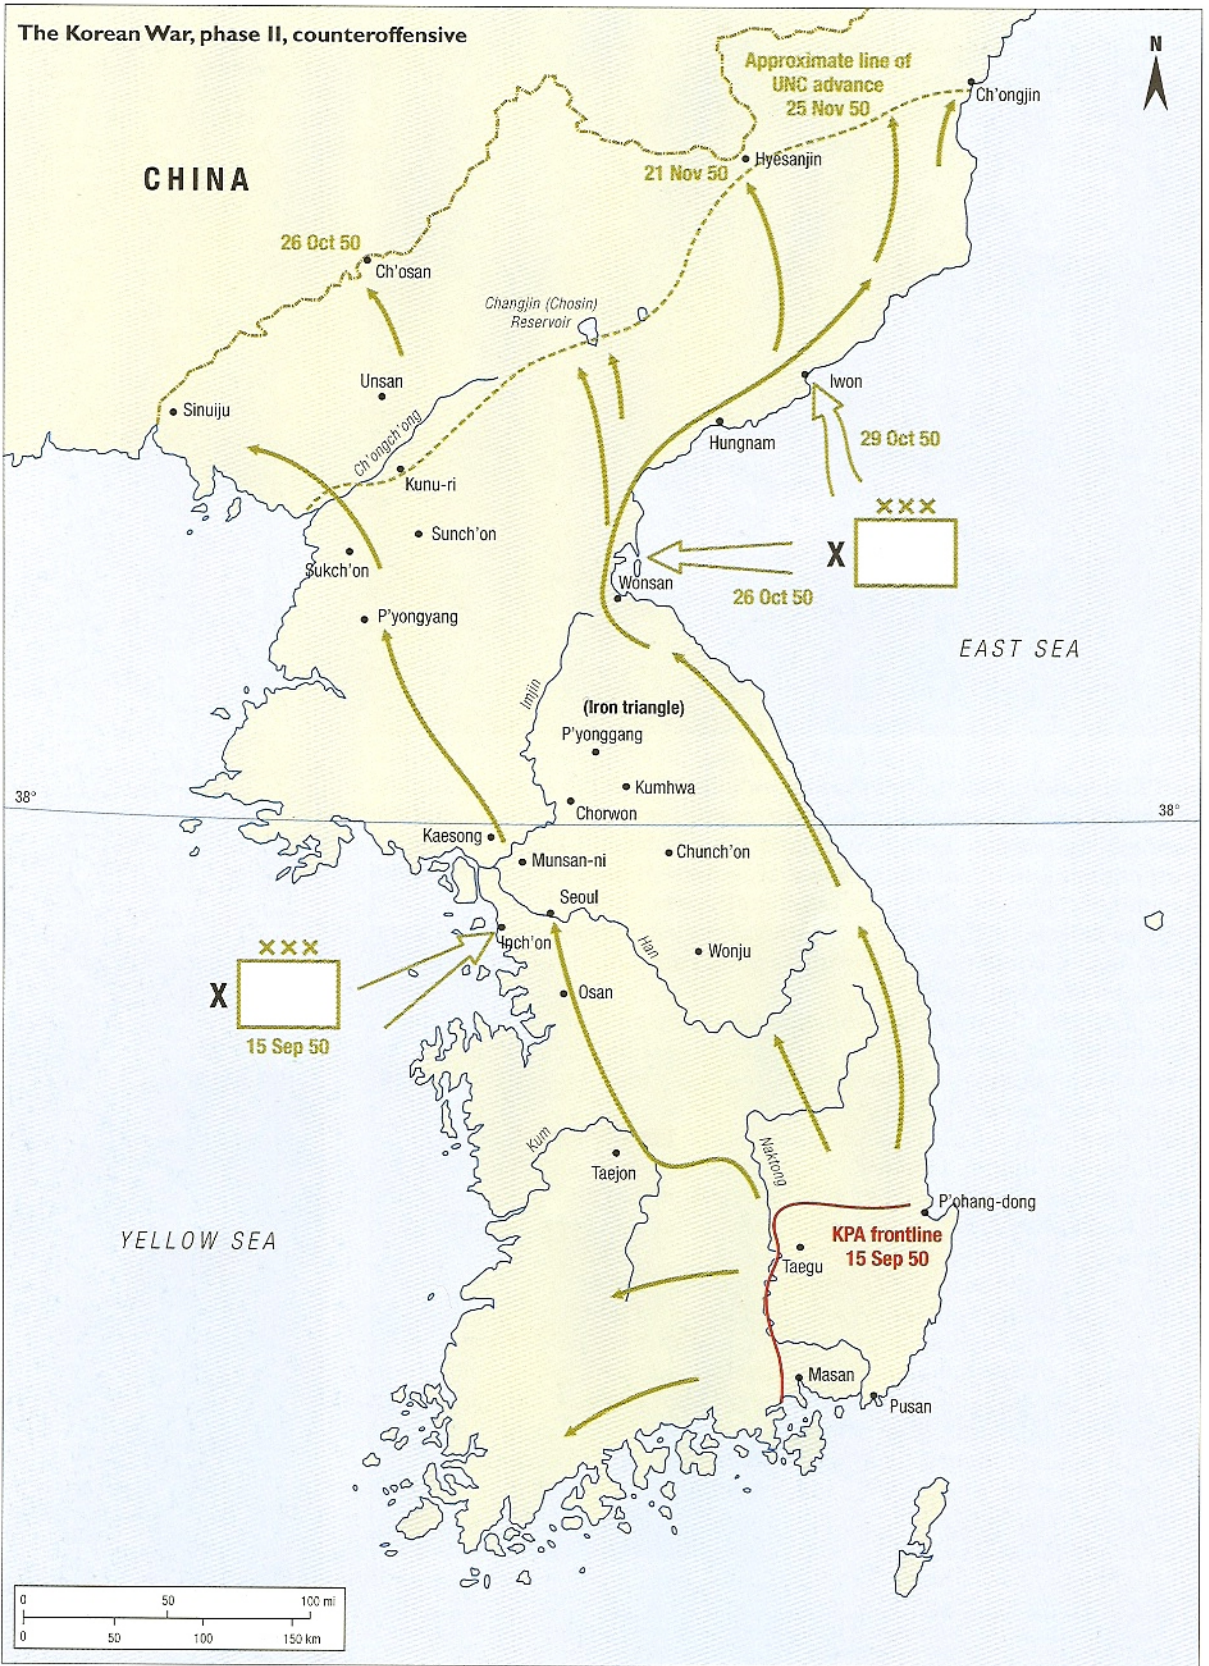 The Korean War, phase II, counteroffensive
N
Approximate line of
UNC advance
25 Nov 50
Ch'ongjin
CHINA
Hyesanjin
21 Nov 50
26 Oct 50
Ch'osan
Changjin (Chosin)
Reservoir
Unsan
Iwon
Sinuiju
Ch'ongch'ong
Hungnam
29 Oct 50
Kunu-ri
XXX
Sunch'on
X
Sukch'on
Wonsan
26 Oct 50
P'yongyang
EAST SEA
Imjin
(Iron triangle)
P'yonggang
Kumhwa
38°
Chorwon
38°
Kaesong
Munsan-ni
Chunch'on
Seoul
Inch'on
Han
Wonju
XXX
X
Osan
15 Sep 50
Kum
Taejon
Naktong
P'ohang-dong
YELLOW SEA
KPA frontline
15 Sep 50
Taegu
Masan
Pusan
0 50 100 mi
0 50 100 150 km